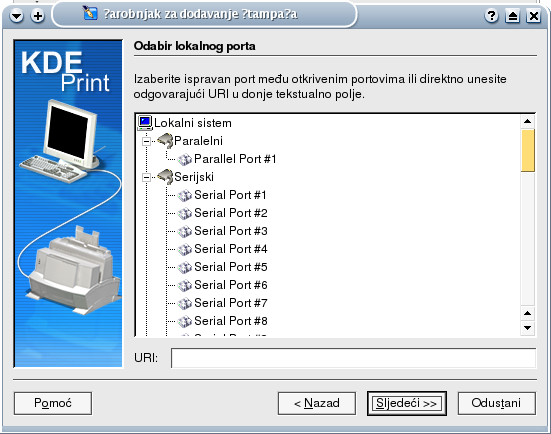 ?arobnjak za dodavanje ?tampa?a
KDE
Print
Odabir lokalnog porta
Izaberite ispravan port među otkrivenim portovima ili direktno unesite
odgovarajući URI u donje tekstualno polje.
Lokalni sistem
Paralelni
Parallel Port #1
Serijski
Serial Port #1
Serial Port #2
Serial Port #3
Serial Port #4
Serial Port #5
Serial Port #6
Serial Port #7
Serial Port #8
URI:
Pomoć
< Nazad
Sljedeći >>
Odustani